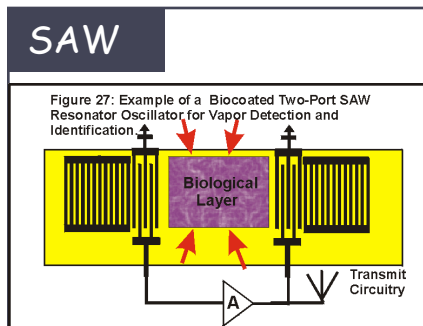 SAW
Figure 27: Example of a Biocoated Two-Port SAW
Resonator Oscillator for Vapor Detection and
Identification.
Biological
Layer
A
Transmit
Circuitry